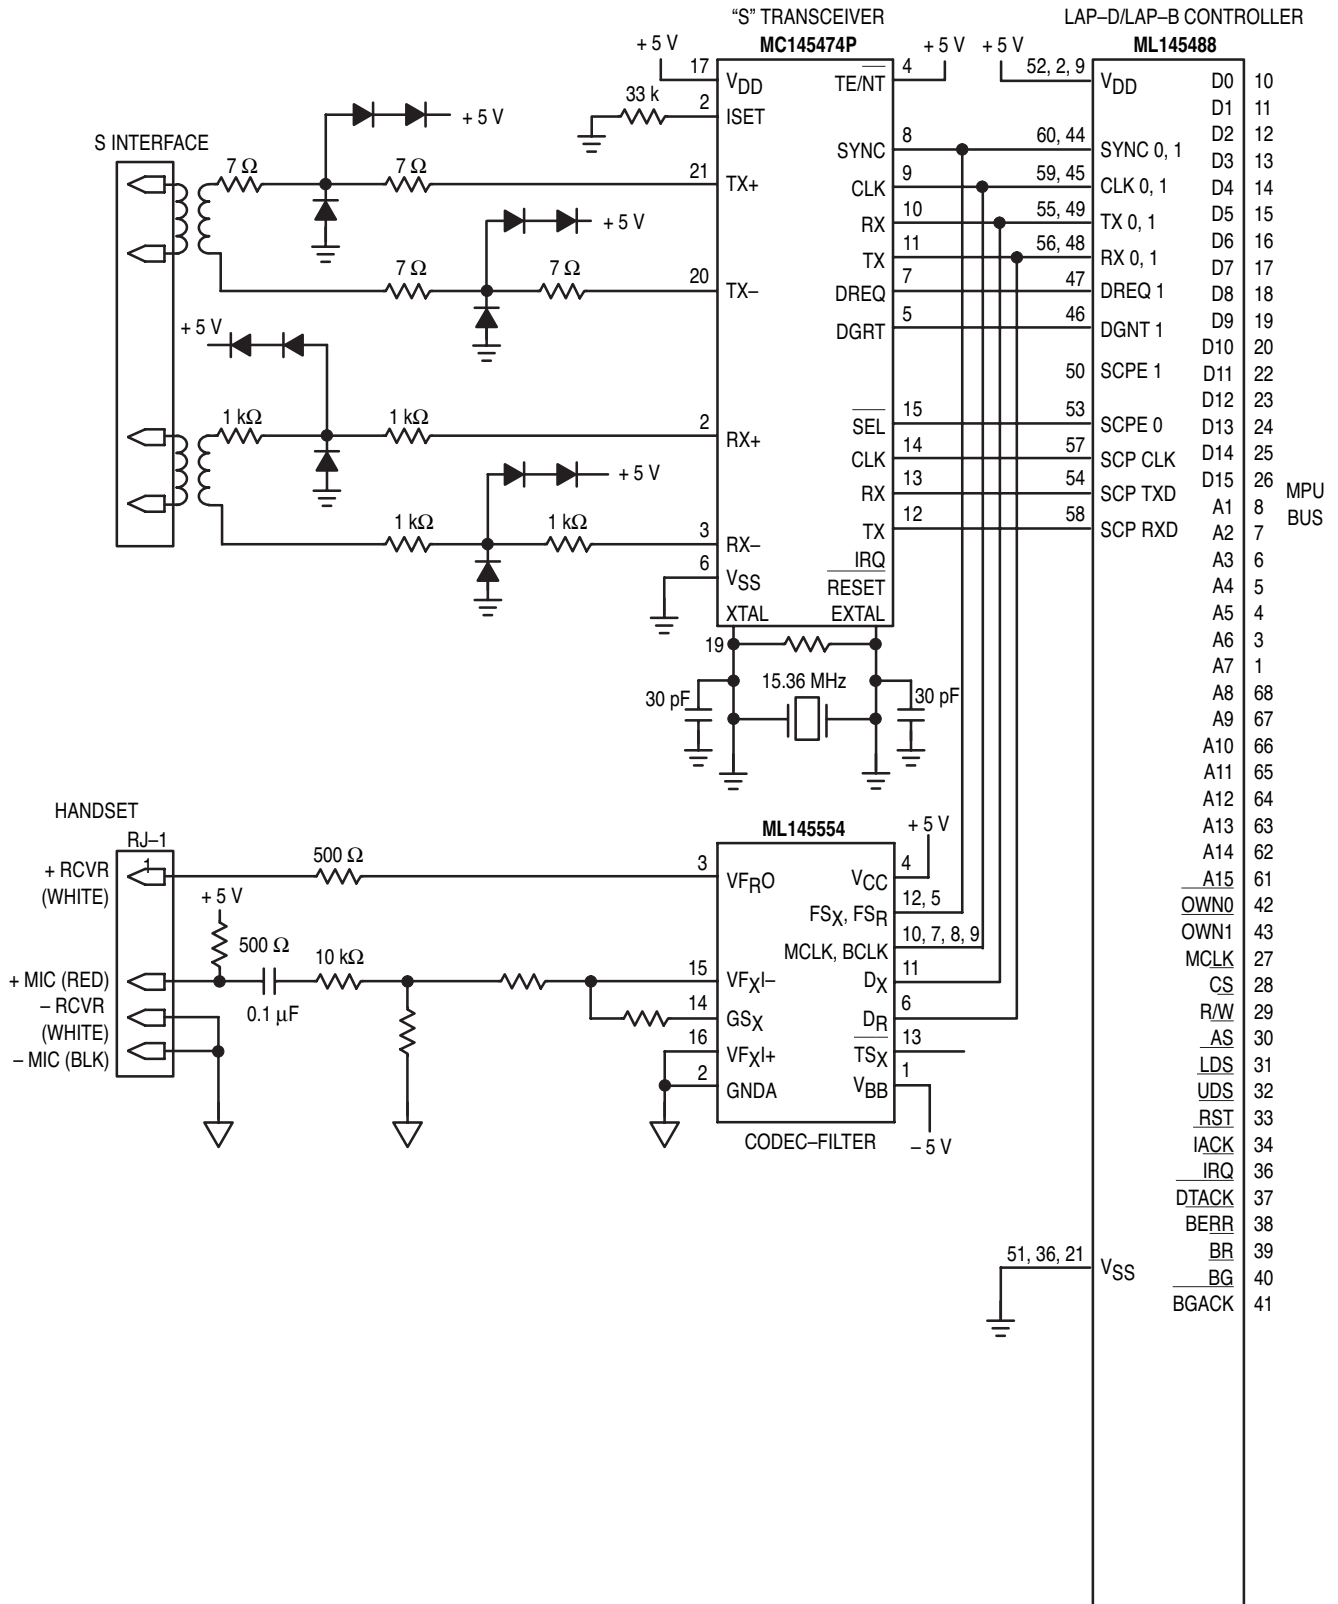 “S” TRANSCEIVER
MC145474P
LAP–D/LAP–B CONTROLLER
ML145488
+ 5 V
17
VDD
TE/NT
4
+ 5 V
+ 5 V
52, 2, 9
VDD
33 k
2
ISET
S INTERFACE
+ 5 V
7 Ω
7 Ω
21
TX+
+ 5 V
7 Ω
7 Ω
20
TX–
+ 5 V
1 kΩ
1 kΩ
2
RX+
+ 5 V
1 kΩ
1 kΩ
3
RX–
6
VSS
SYNC
8
60, 44
SYNC 0, 1
CLK
9
59, 45
CLK 0, 1
RX
10
55, 49
TX 0, 1
TX
11
56, 48
RX 0, 1
DREQ
7
47
DREQ 1
DGRT
5
46
DGNT 1
50
SCPE 1
SEL
15
53
SCPE 0
CLK
14
57
SCP CLK
RX
13
54
SCP TXD
TX
12
58
SCP RXD
IRQ
RESET
XTAL
EXTAL
19
15.36 MHz
30 pF
30 pF
D0 10
D1 11
D2 12
D3 13
D4 14
D5 15
D6 16
D7 17
D8 18
D9 19
D10 20
D11 22
D12 23
D13 24
D14 25
D15 26
A1 8
A2 7
A3 6
A4 5
A5 4
A6 3
A7 1
A8 68
A9 67
A10 66
A11 65
A12 64
A13 63
A14 62
A15 61
OWN0 42
OWN1 43
MCLK 27
CS 28
R/W 29
AS 30
LDS 31
UDS 32
RST 33
IACK 34
IRQ 36
DTACK 37
BERR 38
BR 39
BG 40
BGACK 41
MPU
BUS
51, 36, 21
VSS
HANDSET
RJ–1
1
+ RCVR
(WHITE)
500 Ω
+ 5 V
500 Ω
+ MIC (RED)
0.1 µF
10 kΩ
– RCVR
(WHITE)
– MIC (BLK)
ML145554
3
VFRO
15
VFXI–
14
GSX
16
VFXI+
2
GNDA
+ 5 V
VCC
4
FSX, FSR
12, 5
MCLK, BCLK
10, 7, 8, 9
DX
11
DR
6
TSX
13
VBB
1
– 5 V
CODEC–FILTER